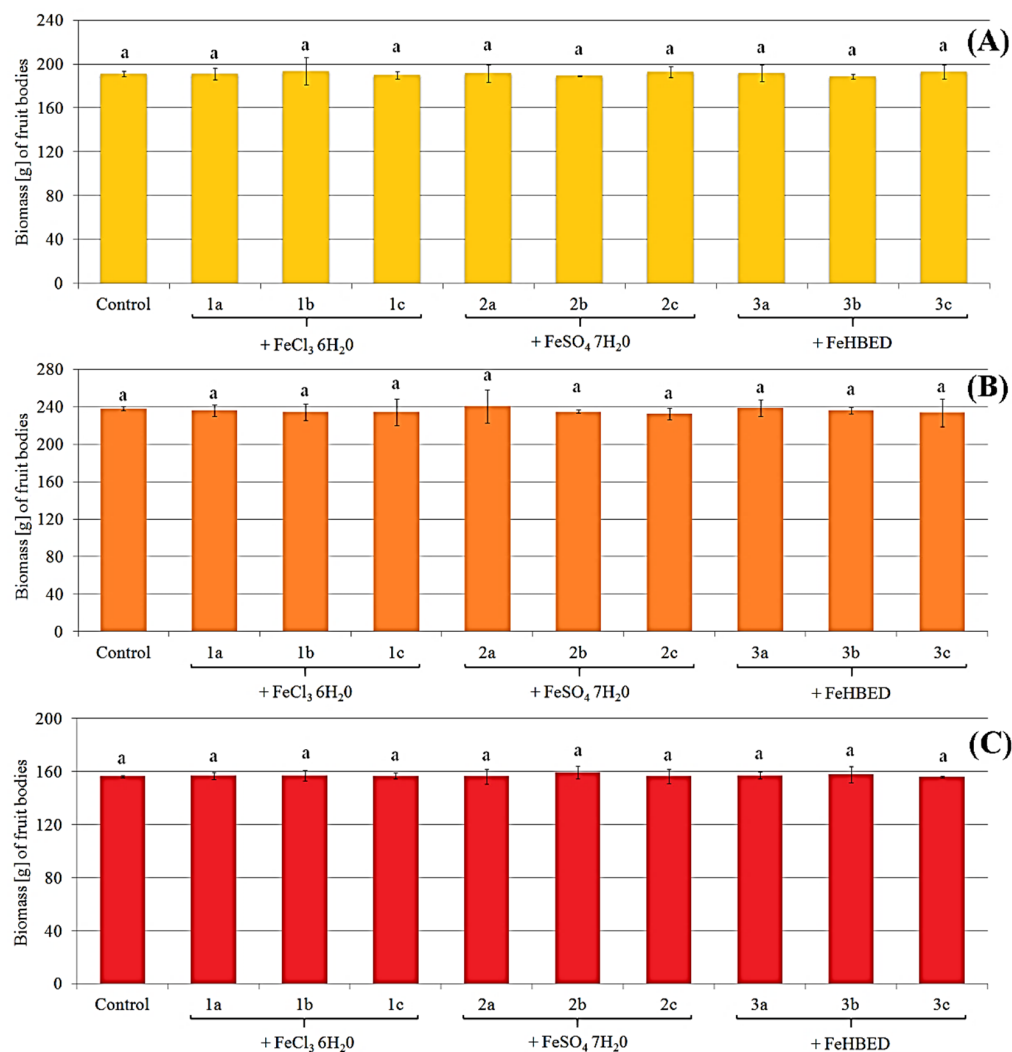 (A)
Biomass [g] of fruit bodies
240
200
160
120
80
40
0
a a a a a a a a a a
Control 1a 1b 1c 2a 2b 2c 3a 3b 3c
+ FeCl₃ 6H₂0 + FeSO₄ 7H₂0 + FeHBED
(B)
Biomass [g] of fruit bodies
280
240
200
160
120
80
40
0
a a a a a a a a a a
Control 1a 1b 1c 2a 2b 2c 3a 3b 3c
+ FeCl₃ 6H₂0 + FeSO₄ 7H₂0 + FeHBED
(C)
Biomass [g] of fruit bodies
200
160
120
80
40
0
a a a a a a a a a a
Control 1a 1b 1c 2a 2b 2c 3a 3b 3c
+ FeCl₃ 6H₂0 + FeSO₄ 7H₂0 + FeHBED